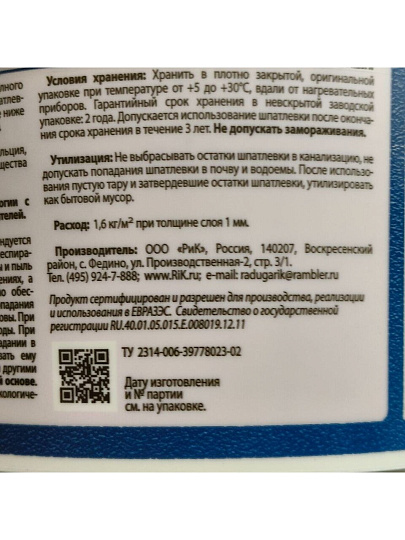 Условия хранения: Хранить в плотно закрытой, оригинальной
упаковке при температуре от +5 до +30°С, вдали от нагревательных
приборов. Гарантийный срок хранения в невскрытой заводской
упаковке: 2 года. Допускается использование шпатлевки после оконча-
ния срока хранения в течение 3 лет. Не допускать замораживания.
Утилизация: Не выбрасывать остатки шпатлевки в канализацию, не
допускать попадания шпатлевки в почву и водоемы. После использо-
вания пустую тару и затвердевшие остатки шпатлевки, утилизировать
как бытовой мусор.
Расход: 1,6 кг/м² при толщине слоя 1 мм.
Производитель: ООО «РиК», Россия, 140207, Воскресенский
район, с. Федино, ул. Производственная-2, стр. 3/1.
Тел. (495) 924-7-888; www.RiK.ru; e-mail: radugarik@rambler.ru
Продукт сертифицирован и разрешен для производства, реализации
и использования в ЕВРАЗЭС. Свидетельство о государственной
регистрации RU.40.01.05.015.Е.008019.12.11
ТУ 2314-006-39778023-02
Дату изготовления
и № партии
см. на упаковке.